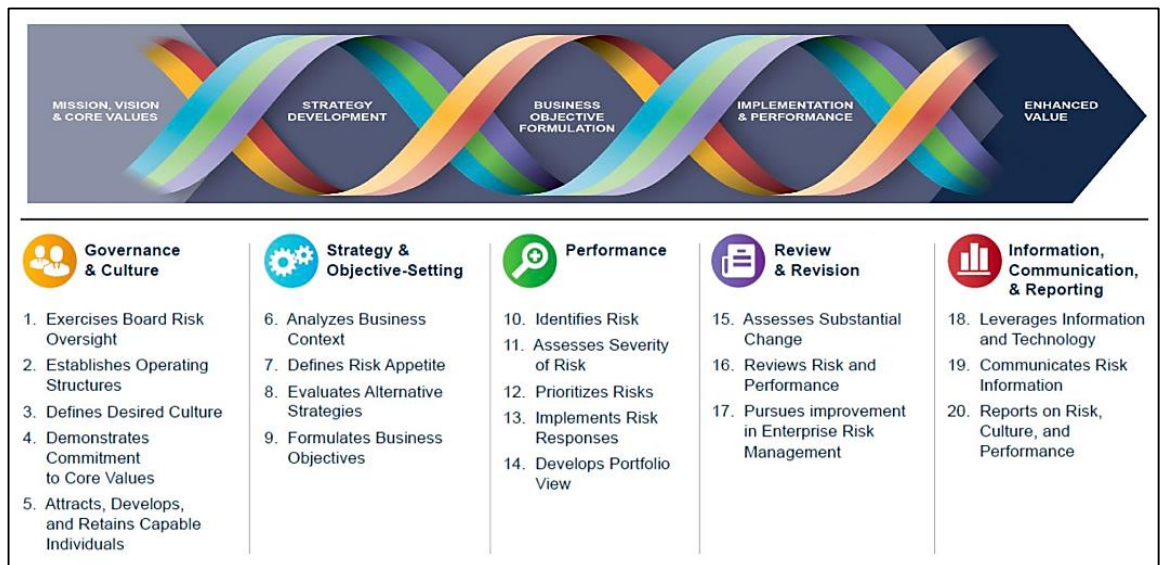 MISSION, VISION
& CORE VALUES
STRATEGY
DEVELOPMENT
BUSINESS
OBJECTIVE
FORMULATION
IMPLEMENTATION
& PERFORMANCE
ENHANCED
VALUE
Governance
& Culture
1. Exercises Board Risk
Oversight
2. Establishes Operating
Structures
3. Defines Desired Culture
4. Demonstrates
Commitment
to Core Values
5. Attracts, Develops,
and Retains Capable
Individuals
Strategy &
Objective-Setting
6. Analyzes Business
Context
7. Defines Risk Appetite
8. Evaluates Alternative
Strategies
9. Formulates Business
Objectives
Performance
10. Identifies Risk
11. Assesses Severity
of Risk
12. Prioritizes Risks
13. Implements Risk
Responses
14. Develops Portfolio
View
Review
& Revision
15. Assesses Substantial
Change
16. Reviews Risk and
Performance
17. Pursues improvement
in Enterprise Risk
Management
Information,
Communication,
& Reporting
18. Leverages Information
and Technology
19. Communicates Risk
Information
20. Reports on Risk,
Culture, and
Performance